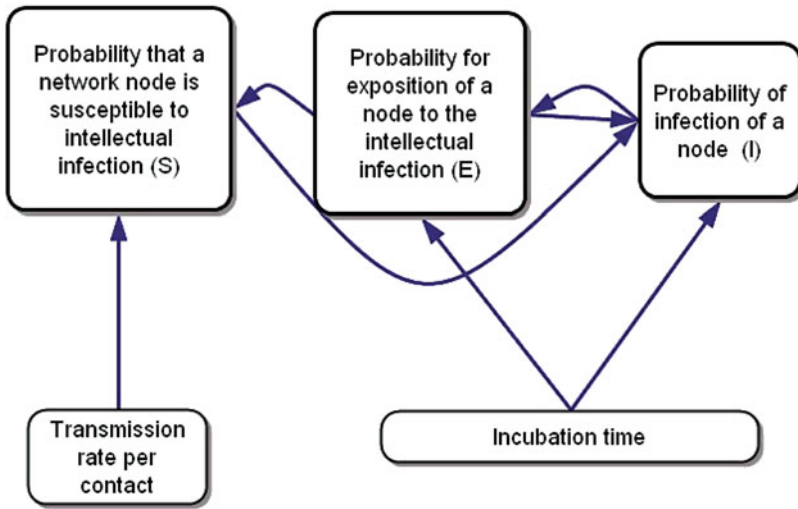 Probability that a
network node is
susceptible to
intellectual
infection (S)
Probability for
exposition of a
node to the
intellectual
infection (E)
Probability of
infection of a
node (I)
Transmission
rate per
contact
Incubation time